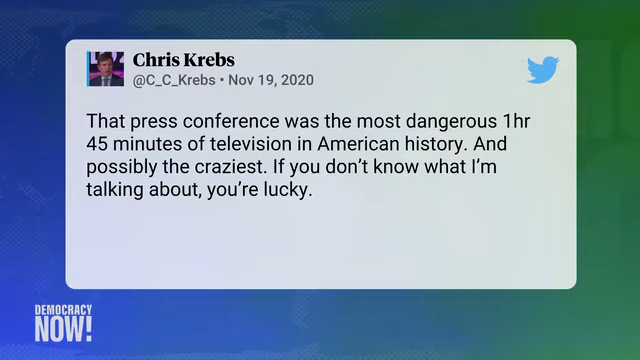 Chris Krebs
@C_C_Krebs • Nov 19, 2020
That press conference was the most dangerous 1hr
45 minutes of television in American history. And
possibly the craziest. If you don’t know what I’m
talking about, you’re lucky.
DEMOCRACY
NOW!